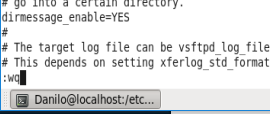 # go into a certain directory.
dirmessage_enable=YES
#
# The target log file can be vsftpd_log_file
# This depends on setting xferlog_std_format
:wq
Danilo@localhost:/etc...